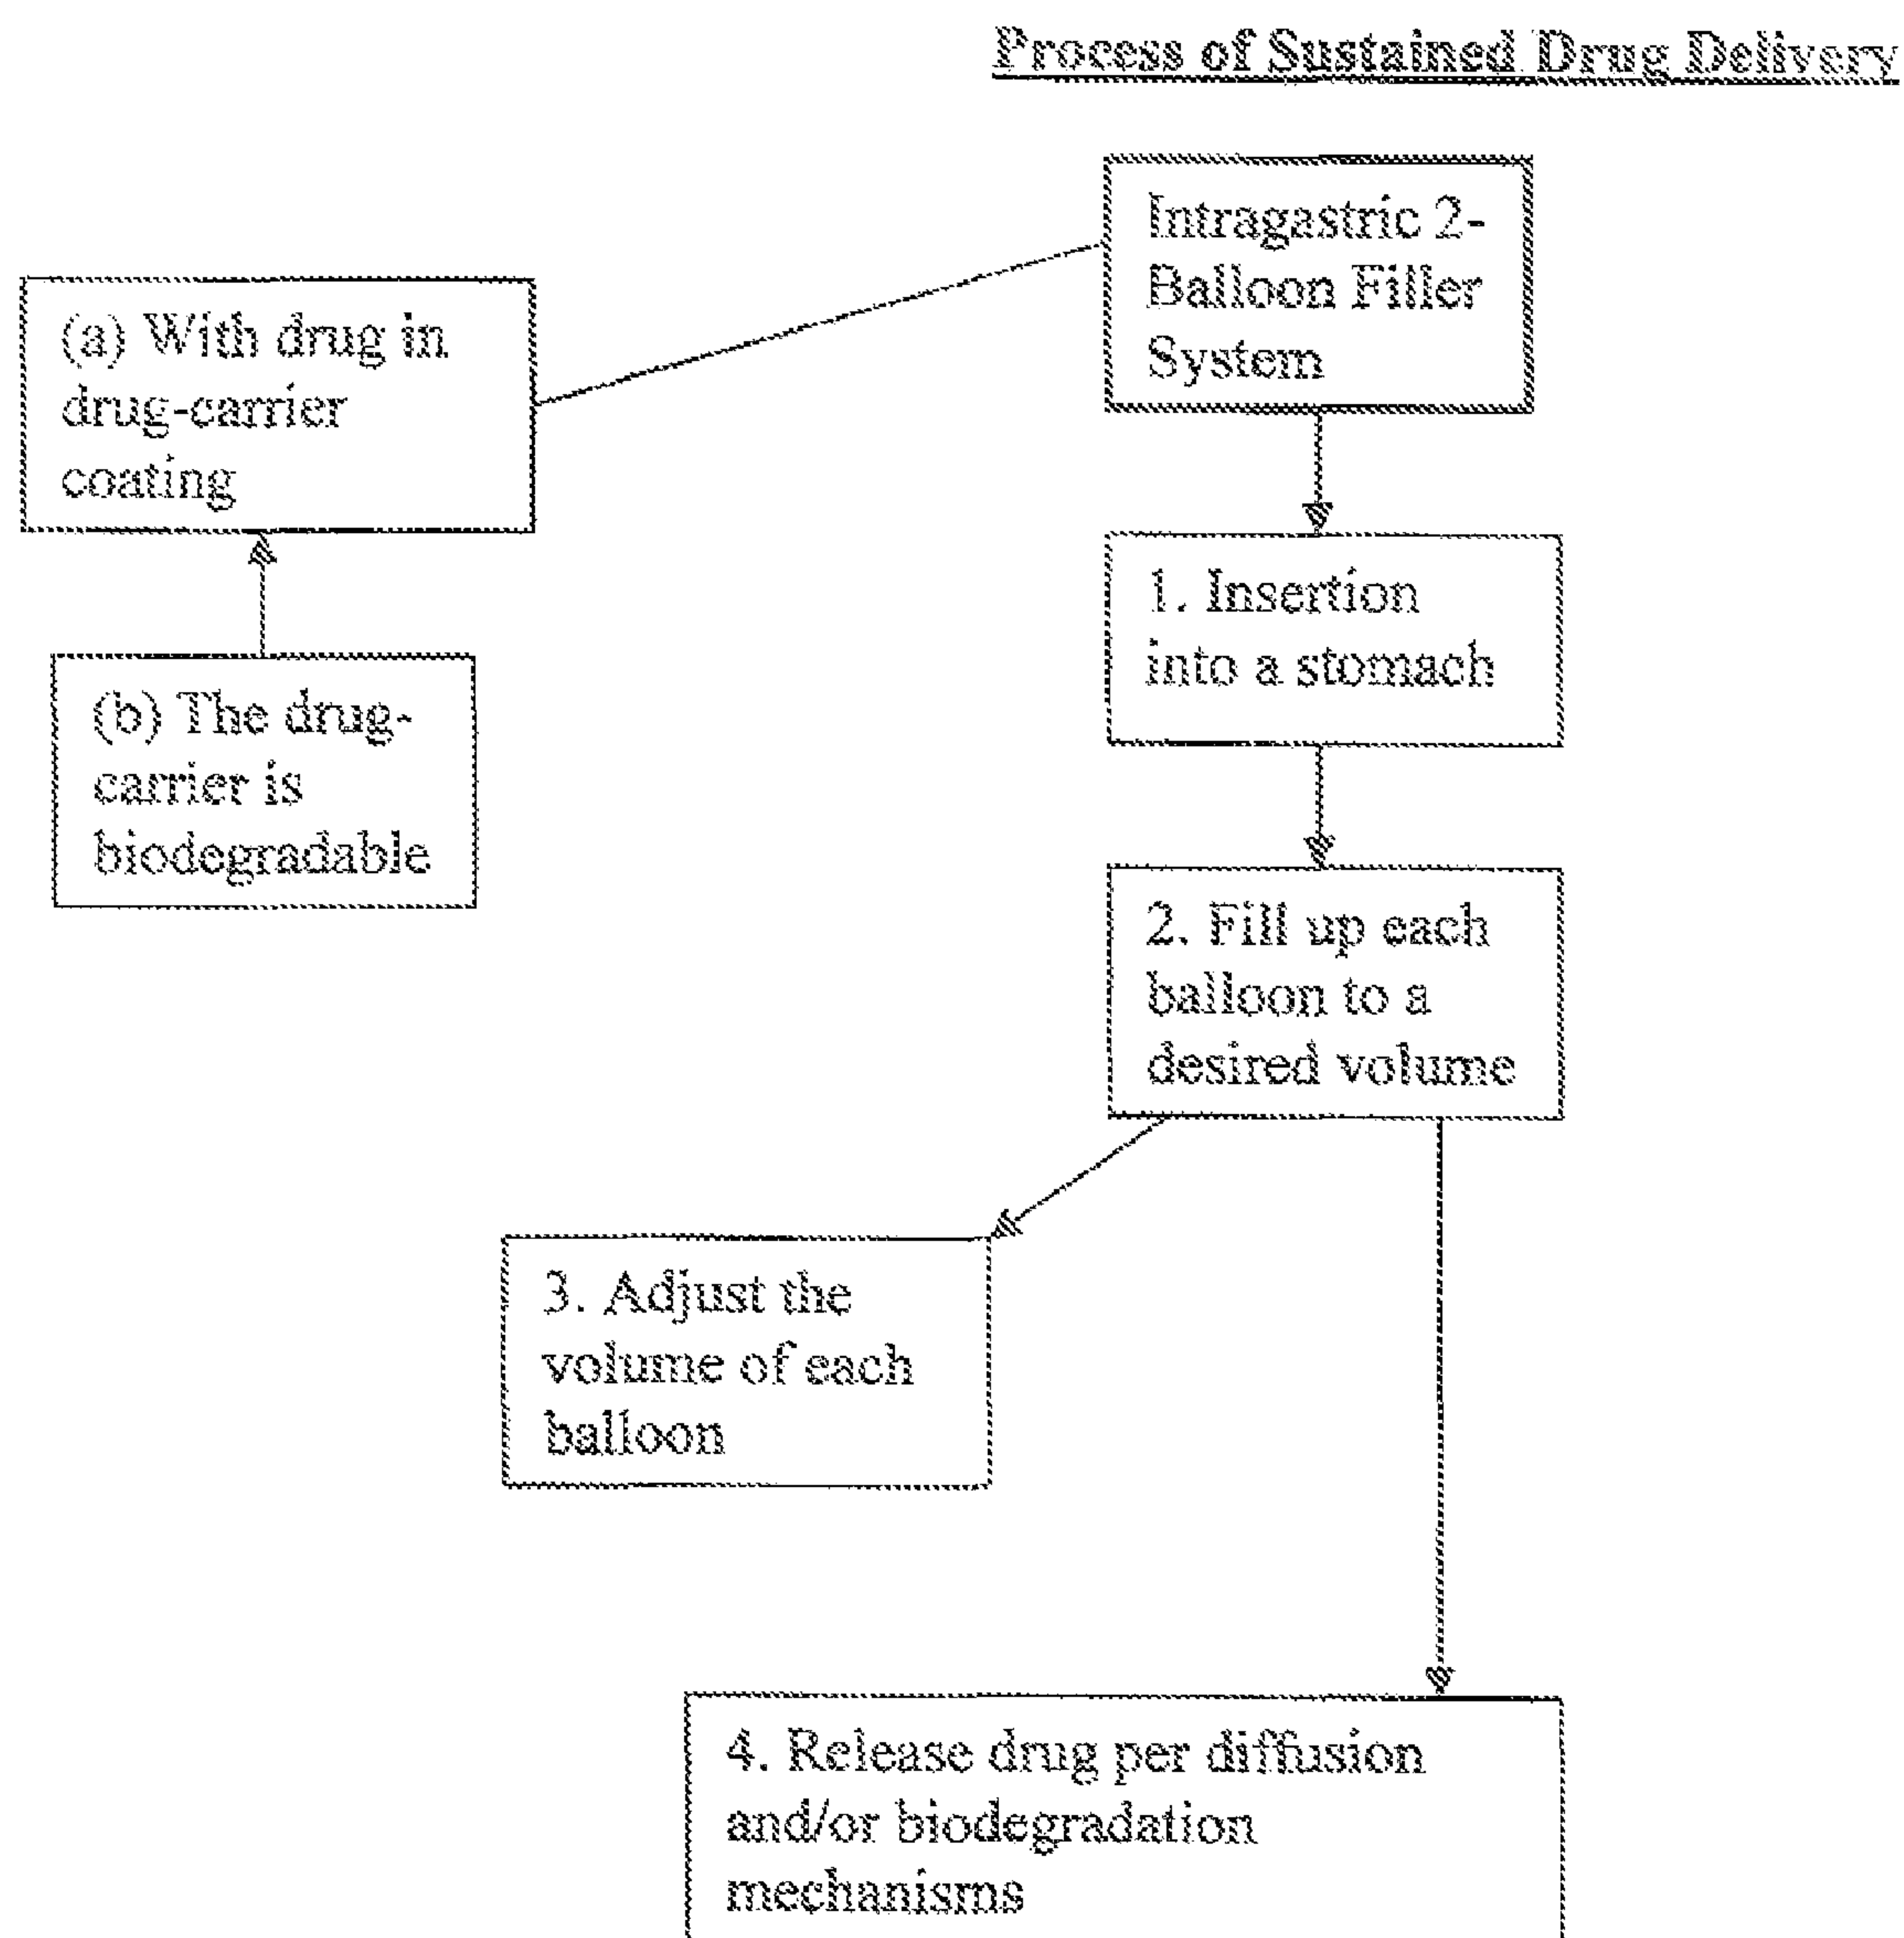 Process of Sustained Drug Delivery
Intragastric 2-
Balloon Filler
System
(a) With drug in
drug-carrier
coating
(b) The drug-
carrier is
biodegradable
1. Insertion
into a stomach
2. Fill up each
balloon to a
desired volume
3. Adjust the
volume of each
balloon
4. Release drug per diffusion
and/or biodegradation
mechanisms